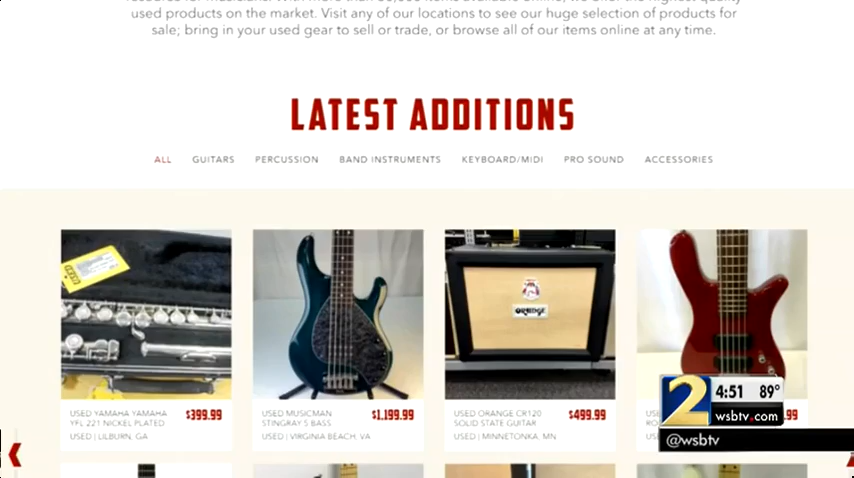 used products on the market. Visit any of our locations to see our huge selection of products for
sale; bring in your used gear to sell or trade, or browse all of our items online at any time.
LATEST ADDITIONS
ALL GUITARS PERCUSSION BAND INSTRUMENTS KEYBOARD/MIDI PRO SOUND ACCESSORIES
USED
ORANGE
USED YAMAHA YAMAHA
YFL 221 NICKEL PLATED
$399.99
USED | LILBURN, GA
USED MUSICMAN
STINGRAY 5 BASS
$1,199.99
USED | VIRGINIA BEACH, VA
USED ORANGE CR120
SOLID STATE GUITAR
$499.99
USED | MINNETONKA, MN
.99
2
4:51 89°
wsbtv.com
@wsbtv